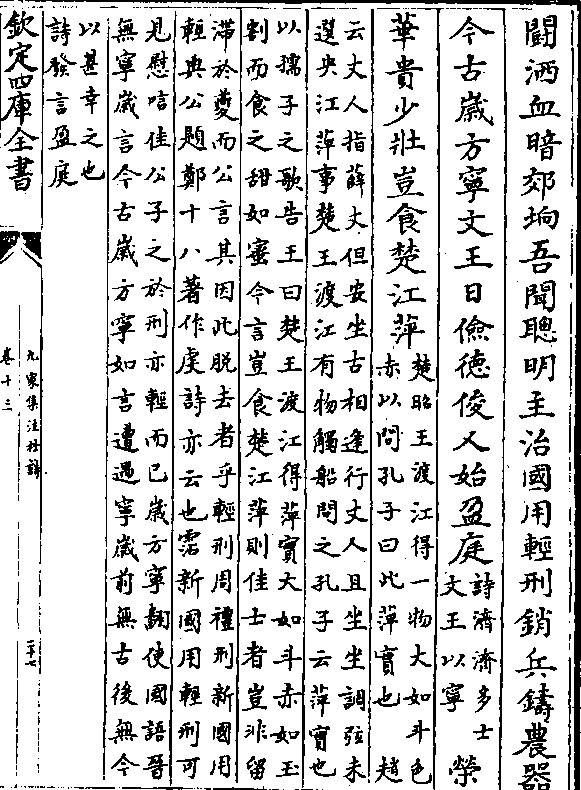 鬭洒血暗郊坰吾聞聰明主治國用輕刑銷兵鑄農器
今古歲方寧文王日儉德俊乂始盈庭
詩濟濟多士
文王以寧
榮
華貴少壯豈食楚江萍
楚昭王渡江得一物大如斗色
赤以問孔子曰此萍實也 趙
云丈人指薛丈但安坐古相逢行丈人且坐坐調弦未
遽央江萍事楚王渡江有物觸船問之孔子云萍實也
以孺子之歌告王曰楚王渡江得萍實大如斗赤如玉
割而食之甜如蜜今言豈食楚江萍則佳士者豈非留
滯於夔而公言其因此脫去者乎輕刑周禮刑新國用
輕典公題鄭十八著作虔詩亦云也霑新國用輕刑可
見慰唁佳公子之於刑亦輕而已歲方寧翻使國語晉
無寧歲言今古歲方寧如言遭遇寧歲前無古後無今
以甚幸之也
詩發言盈庭
欽定四庫全書
九家集注杜詩
卷十三
二十七